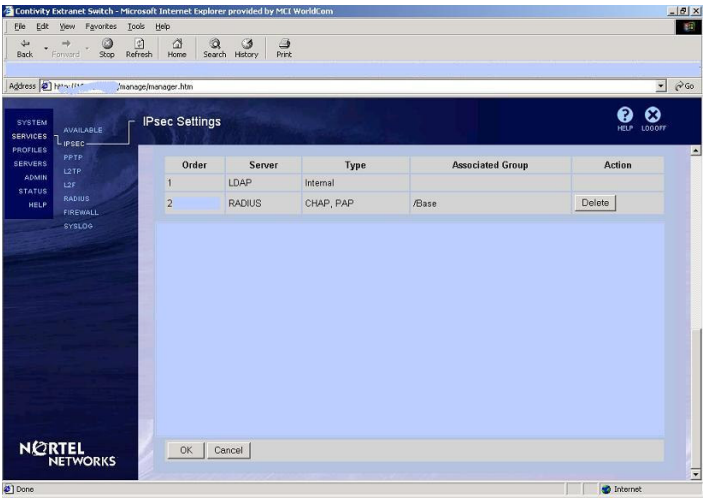 Contivity Extranet Switch - Microsoft Internet Explorer provided by MCI WorldCom
File Edit View Favorites Tools Help
Back Forward Stop Refresh Home Search History Print
Address /manage/manager.htm Go
IPsec Settings
HELP LOGOFF
SYSTEM
SERVICES
PROFILES
SERVERS
ADMIN
STATUS
HELP
AVAILABLE
IPSEC
PPTP
L2TP
L2F
RADIUS
FIREWALL
SYSLOG
Order Server Type Associated Group Action
1 LDAP Internal
2 RADIUS CHAP, PAP /Base Delete
OK Cancel
NORTEL
NETWORKS
Done Internet